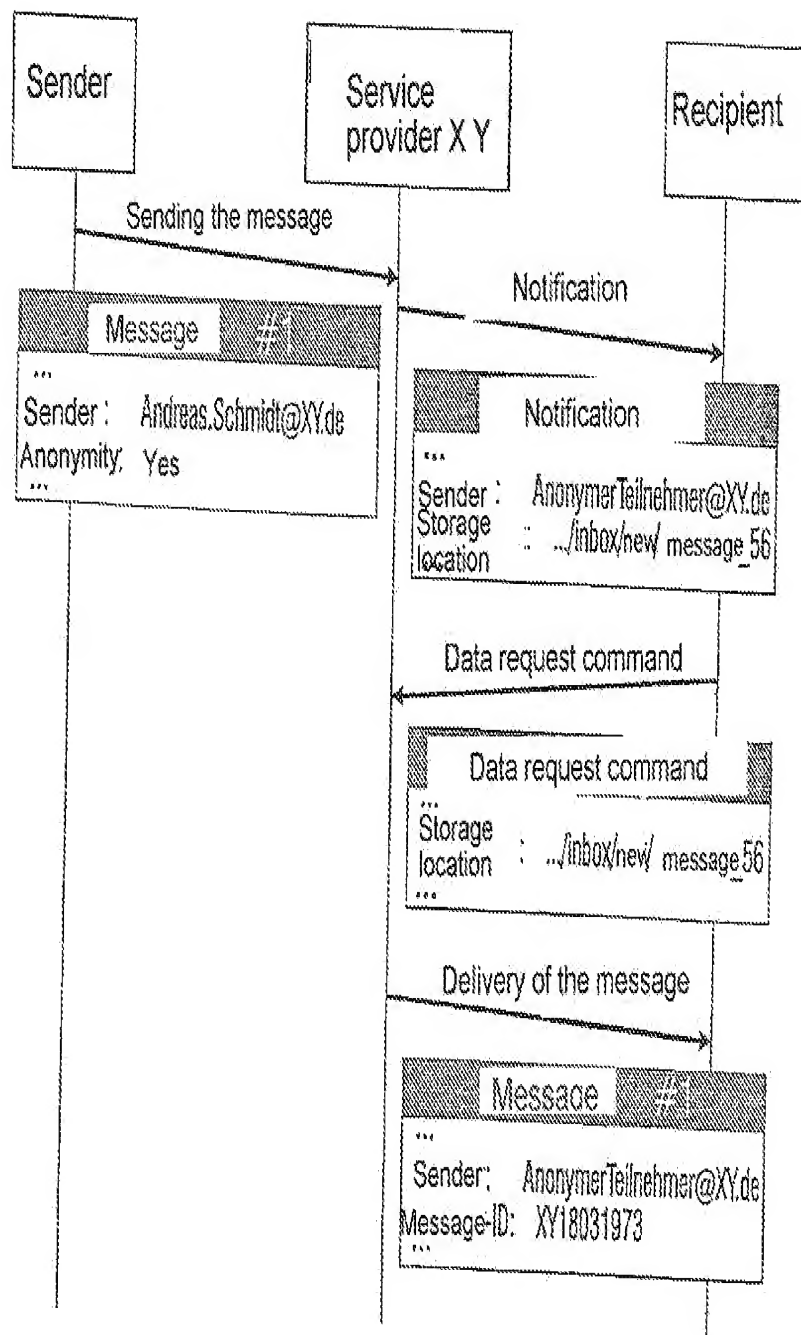 Sender
Service
provider X Y
Recipient
Sending the message
Notification
Message #1
...
Sender : Andreas.Schmidt@XY.de
Anonymity: Yes
...
Notification
...
Sender : AnonymerTeilnehmer@XY.de
Storage
location : .../inbox/new/ message_56
...
Data request command
Data request command
...
Storage
location : .../inbox/new/ message_56
...
Delivery of the message
Message #1
...
Sender: AnonymerTeilnehmer@XY.de
Message-ID: XY18031973
...